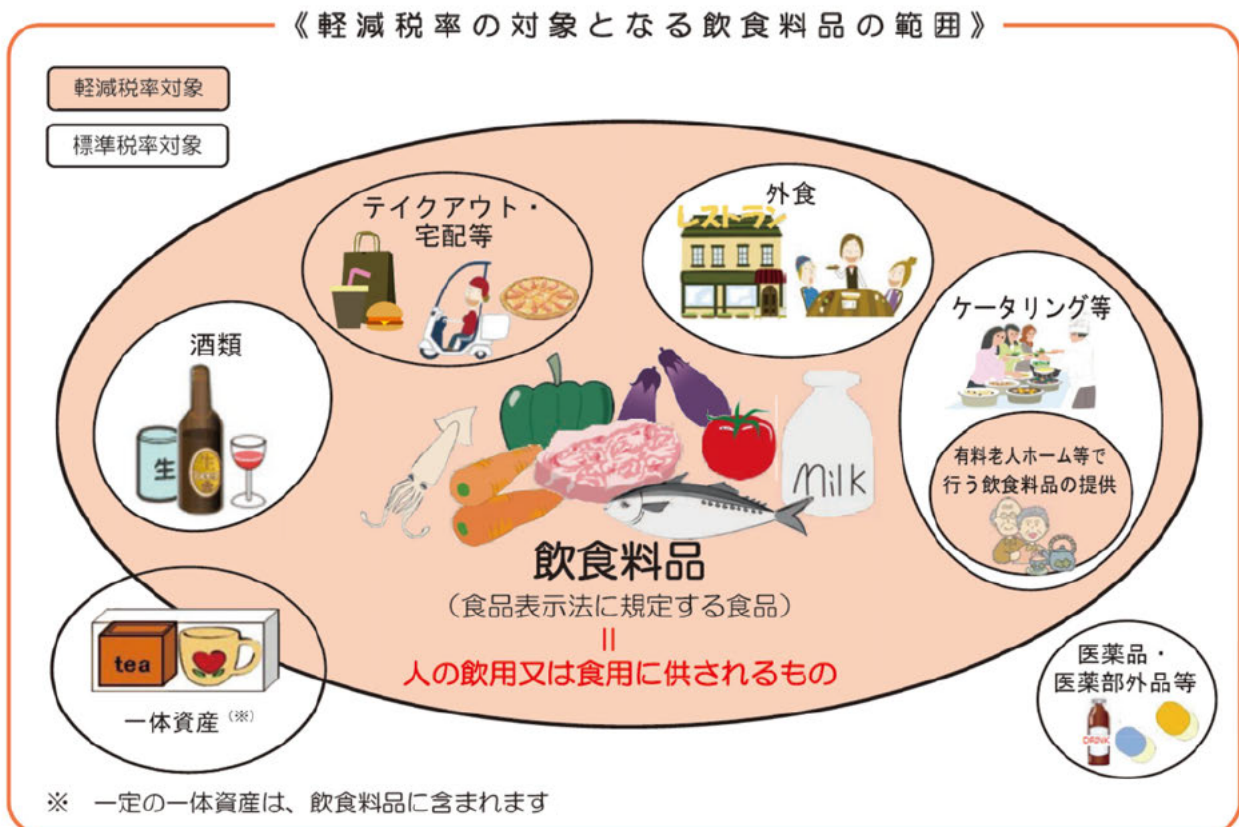 《軽減税率の対象となる飲食料品の範囲》
軽減税率対象
標準税率対象
テイクアウト・
宅配等
外食
レストラン
ケータリング等
酒類
生
生
有料老人ホーム等で
行う飲食料品の提供
Milk
飲食料品
（食品表示法に規定する食品）
＝
人の飲用又は食用に供されるもの
tea
一体資産（※）
医薬品・
医薬部外品等
DRINK
※　一定の一体資産は、飲食料品に含まれます